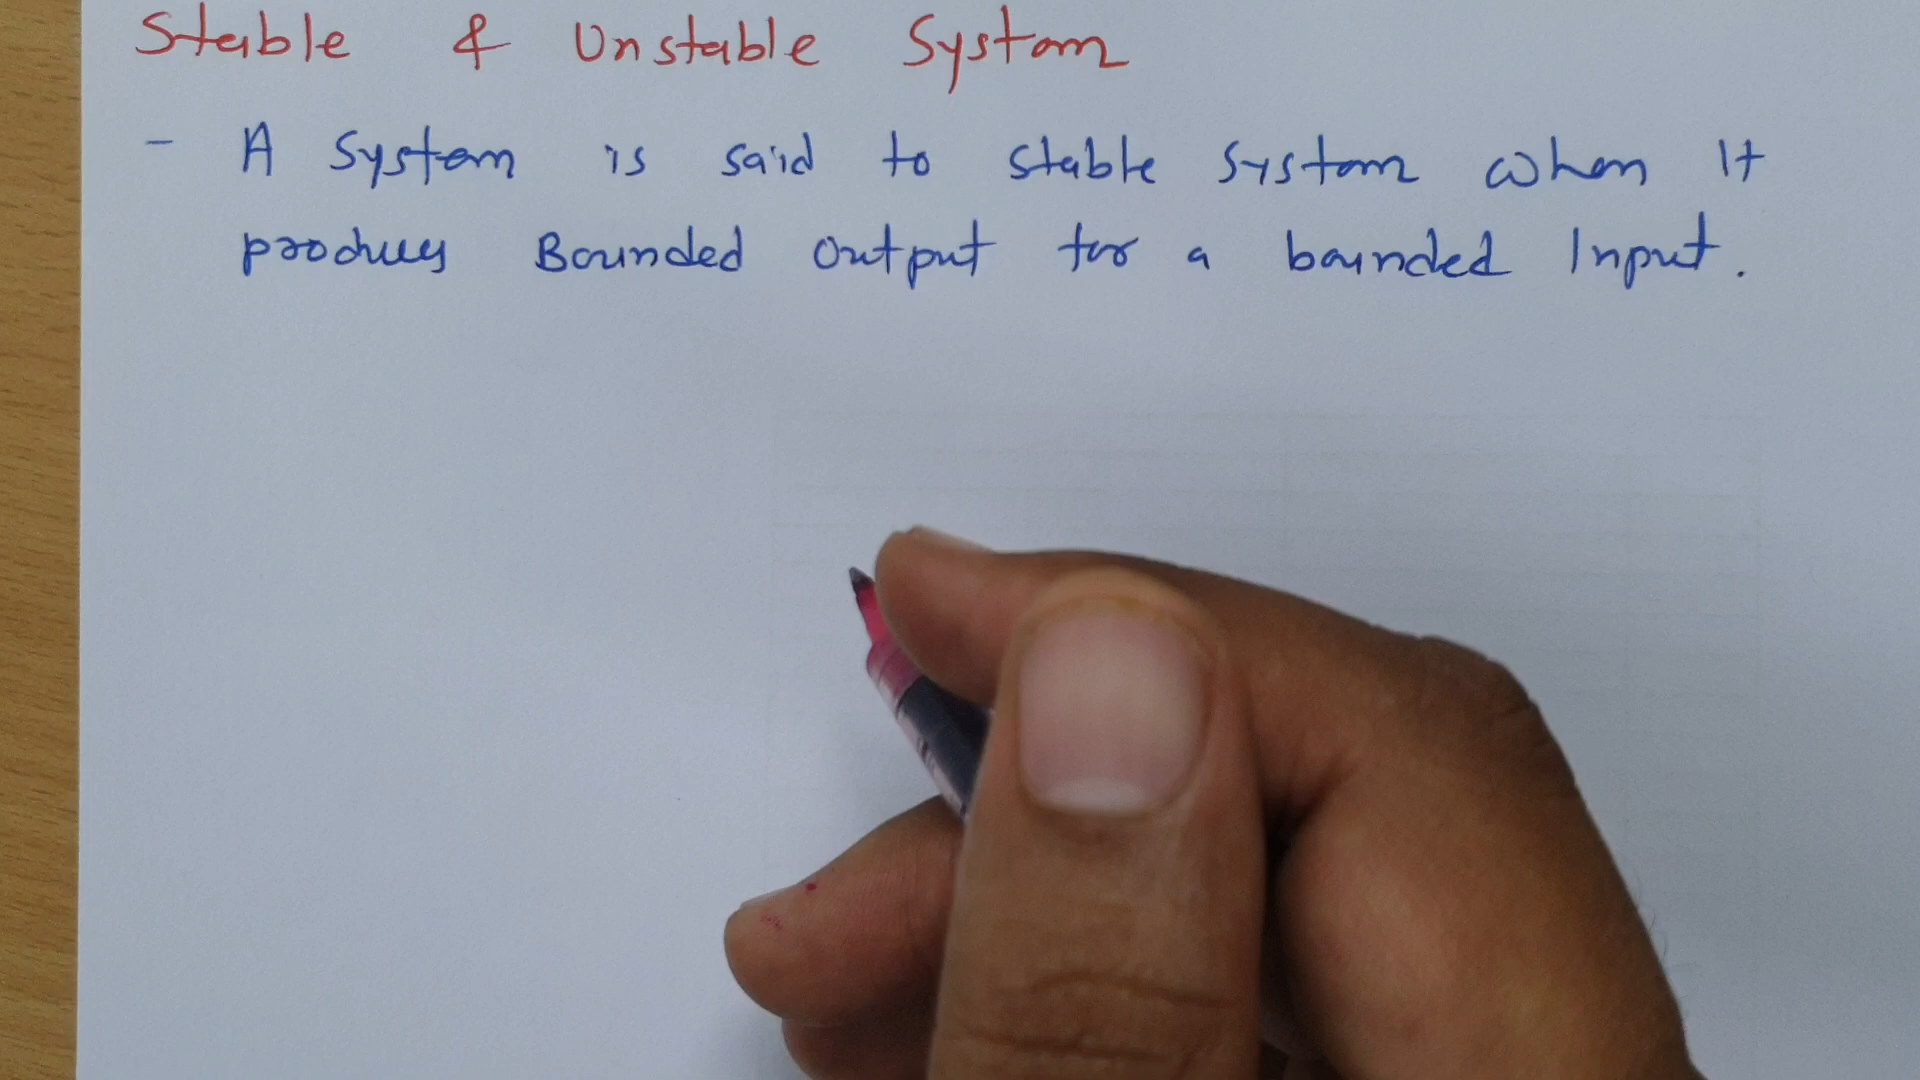 Stable & Unstable System
- A System is said to stable system when It
produces Bounded Output for a bounded Input.